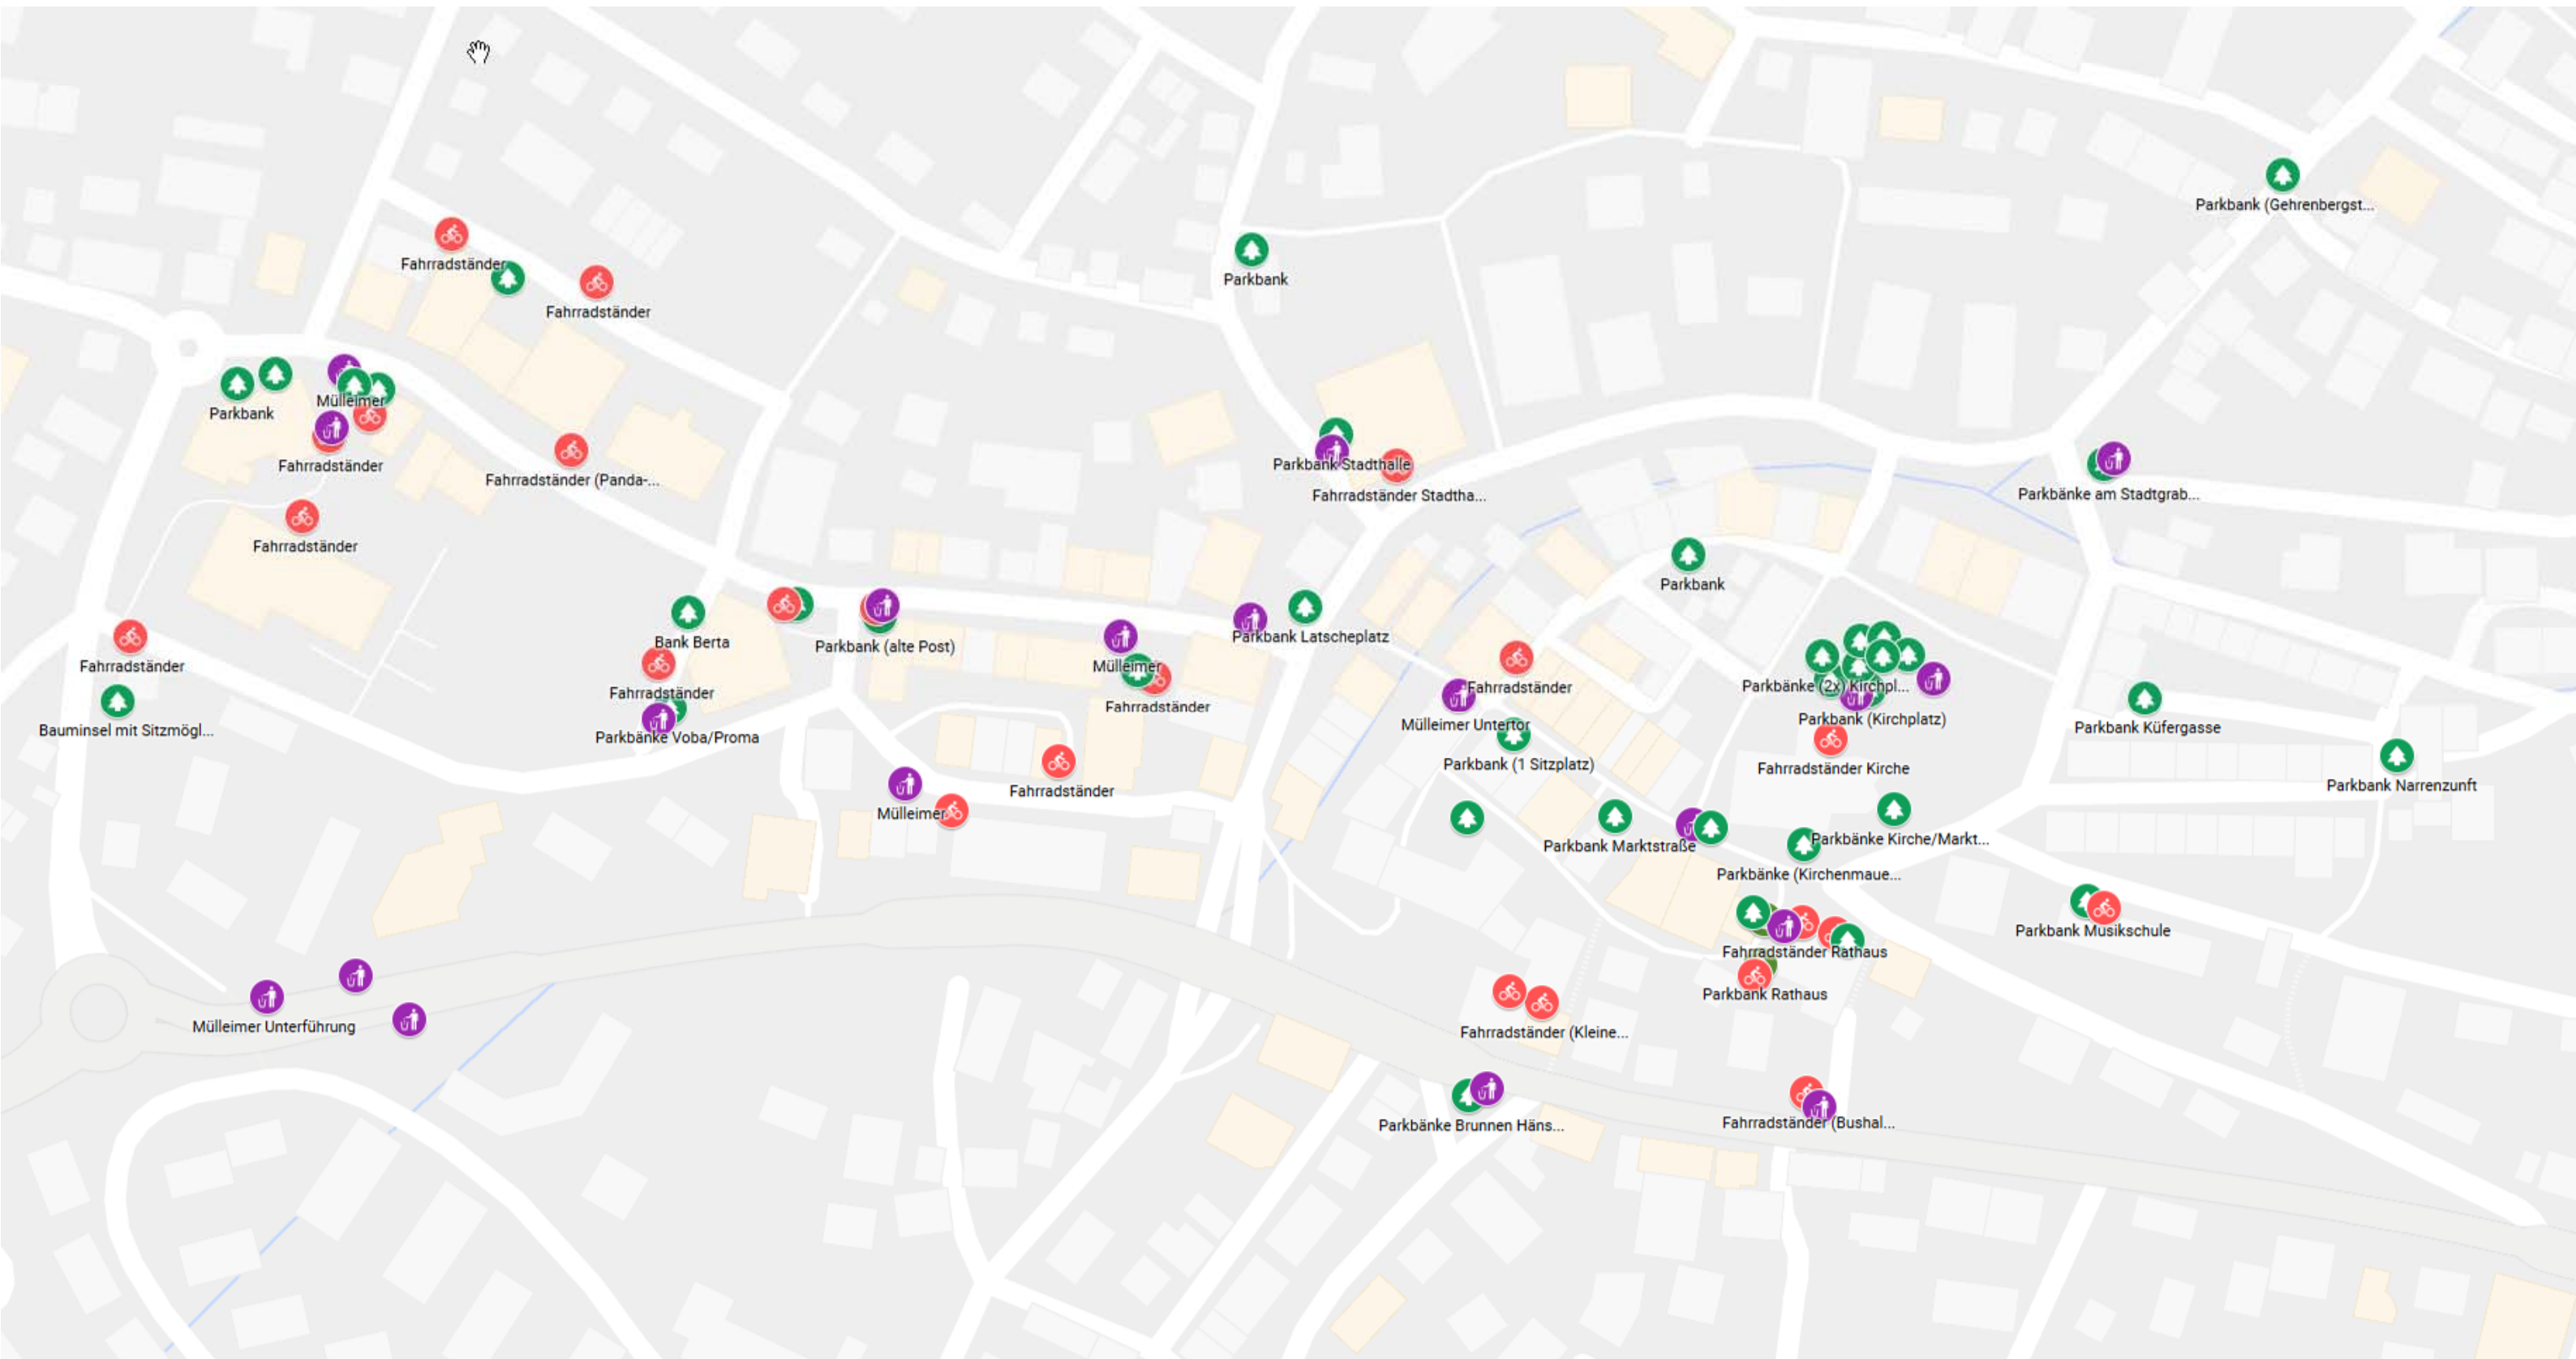 Parkbank (Gehrenbergst...
Fahrradständer
Parkbank
Fahrradständer
Mülleimer
Parkbank
Fahrradständer
Parkbank Stadthalle
Fahrradständer (Panda-...
Fahrradständer Stadtha...
Parkbänke am Stadtgrab...
Fahrradständer
Parkbank
Parkbank Latscheplatz
Bank Berta
Parkbank (alte Post)
Fahrradständer
Mülleimer
Fahrradständer
Parkbänke (2x) Kirchpl...
Fahrradständer
Fahrradständer
Parkbank (Kirchplatz)
Mülleimer Untertor
Parkbank Küfergasse
Bauminsel mit Sitzmögl...
Parkbänke Voba/Proma
Parkbank (1 Sitzplatz)
Fahrradständer Kirche
Parkbank Narrenzunft
Fahrradständer
Mülleimer
Parkbänke Kirche/Markt...
Parkbank Marktstraße
Parkbänke (Kirchenmaue...
Parkbank Musikschule
Fahrradständer Rathaus
Parkbank Rathaus
Mülleimer Unterführung
Fahrradständer (Kleine...
Fahrradständer (Bushal...
Parkbänke Brunnen Häns...